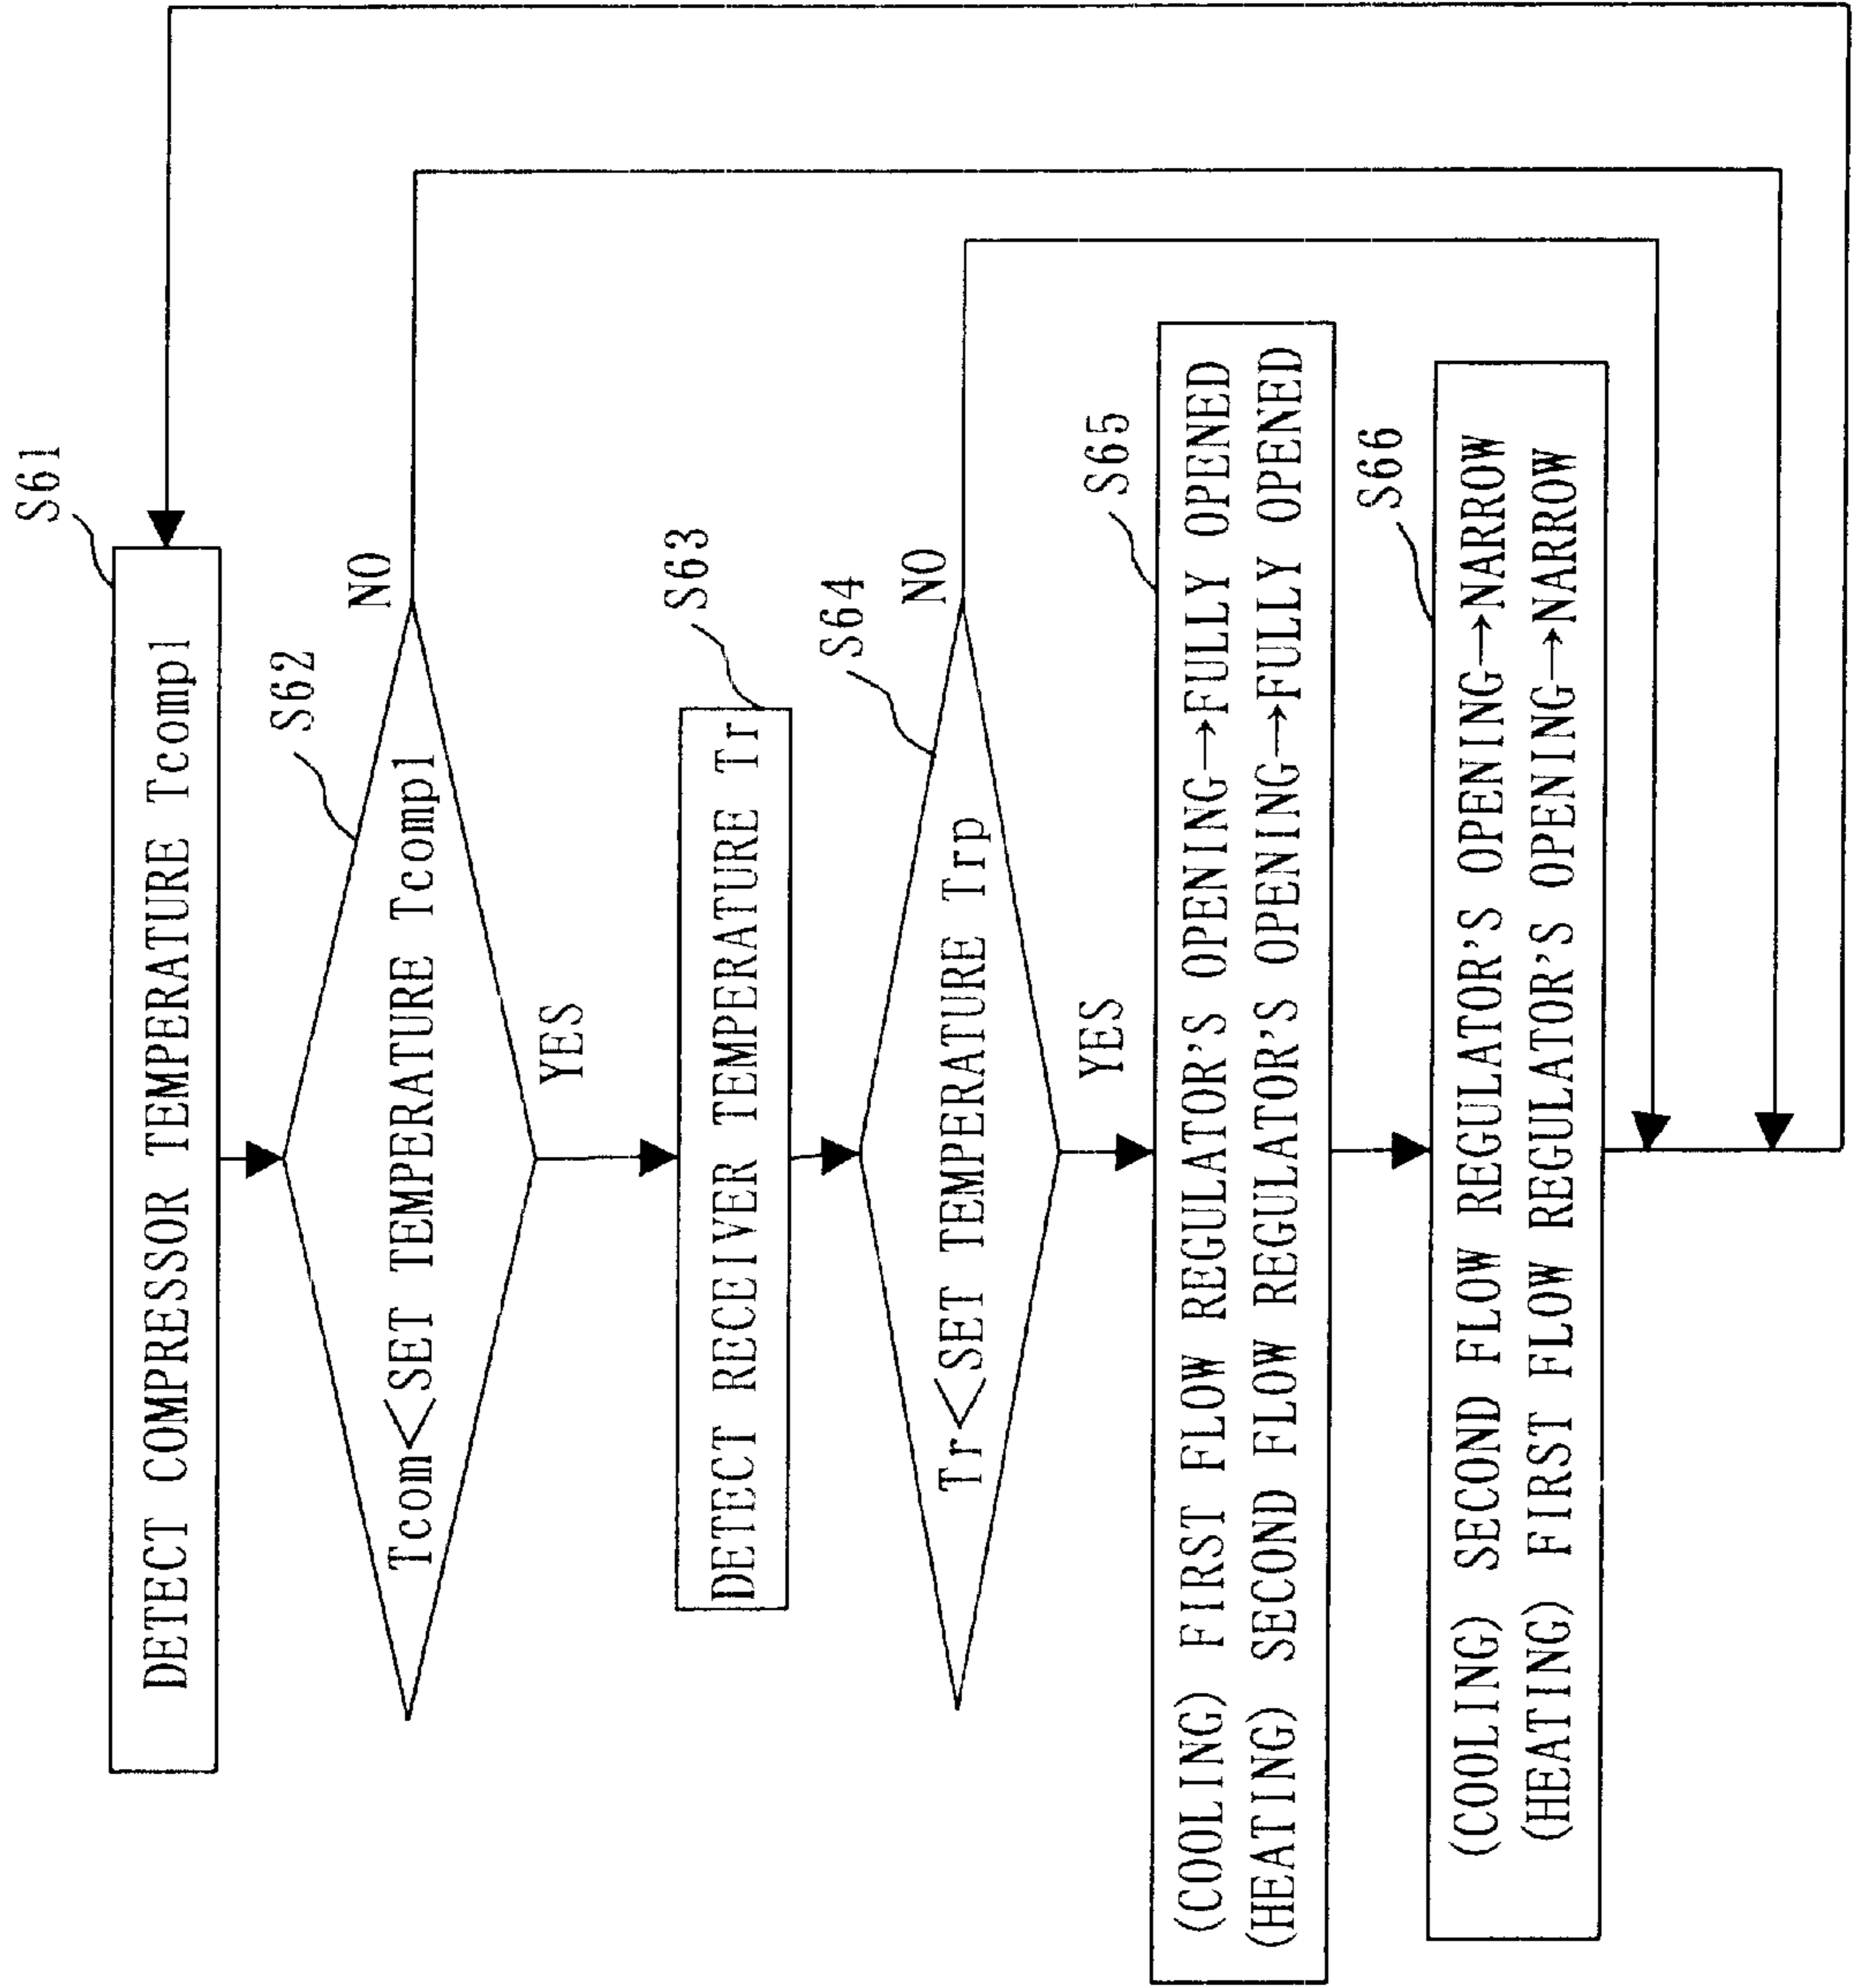 S61
DETECT COMPRESSOR TEMPERATURE Tcompl
S62
Tcom<SET TEMPERATURE Tcompl
NO
YES
S63
DETECT RECEIVER TEMPERATURE Tr
S64
Tr<SET TEMPERATURE Trp
NO
YES
S65
(COOLING) FIRST FLOW REGULATOR'S OPENING→FULLY OPENED
(HEATING) SECOND FLOW REGULATOR'S OPENING→FULLY OPENED
S66
(COOLING) SECOND FLOW REGULATOR'S OPENING→NARROW
(HEATING) FIRST FLOW REGULATOR'S OPENING→NARROW